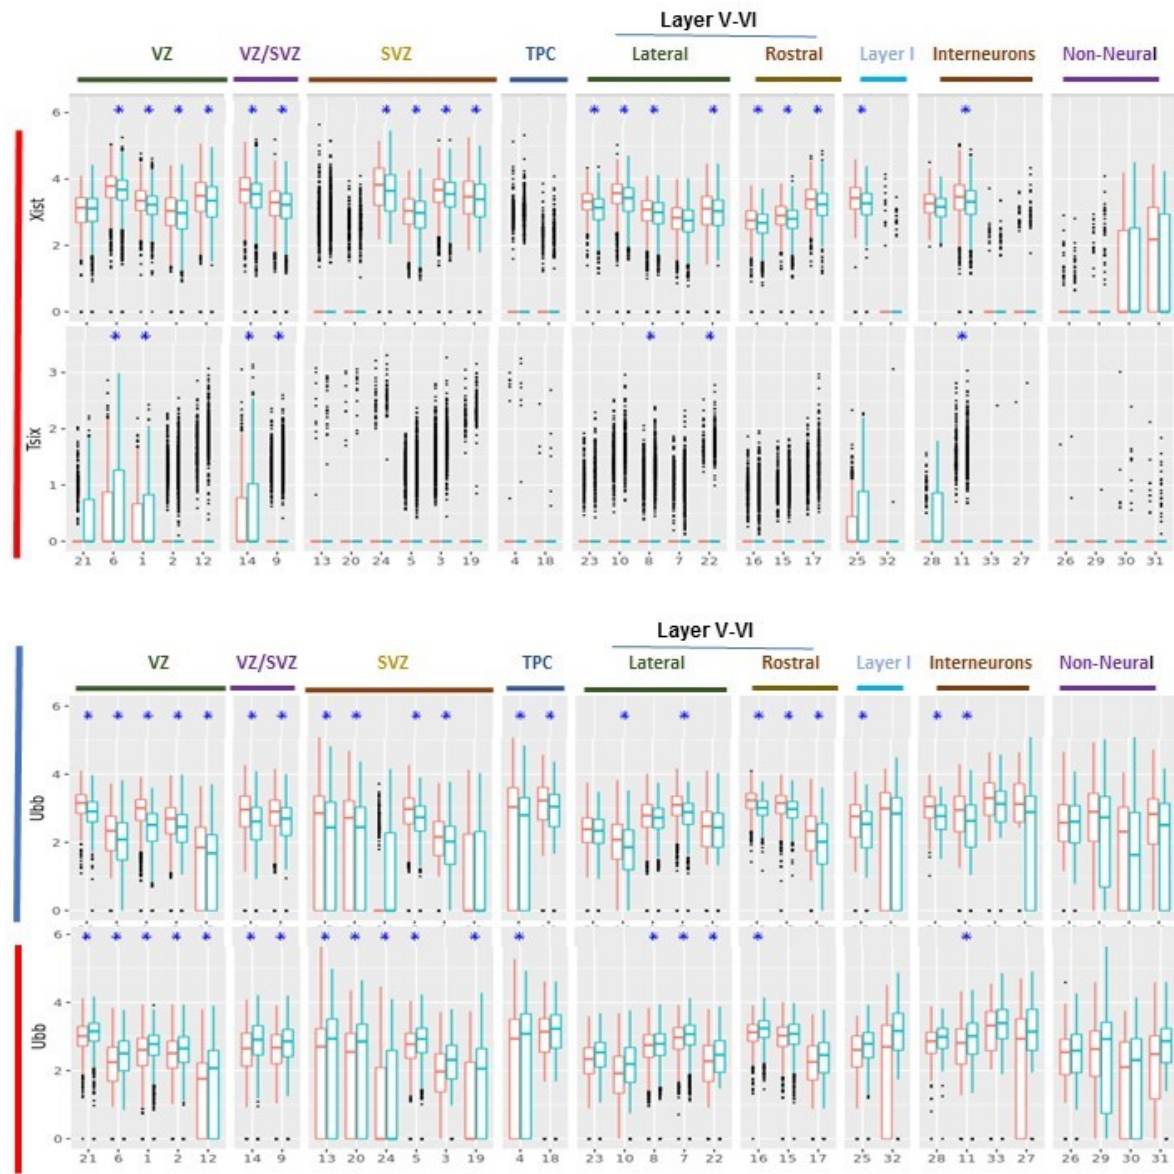 Layer V-VI
VZ VZ/SVZ SVZ TPC Lateral Rostral Layer I Interneurons Non-Neural
* * * * * * * * * * * * * * * * * * *
6
4
2
0
Xist
* * * * * * *
3
2
1
0
Tsix
21 6 1 2 12 14 9 13 20 24 5 3 19 4 18 23 10 8 7 22 16 15 17 25 32 28 11 33 27 26 29 30 31
Layer V-VI
VZ VZ/SVZ SVZ TPC Lateral Rostral Layer I Interneurons Non-Neural
6
* * * * * * * * * * * * * * * * * * * * * *
4
2
0
Ubb
6
* * * * * * * * * * * * * * * * * *
4
2
0
Ubb
21 6 1 2 12 14 9 13 20 24 5 3 19 4 18 23 10 8 7 22 16 15 17 25 32 28 11 33 27 26 29 30 31